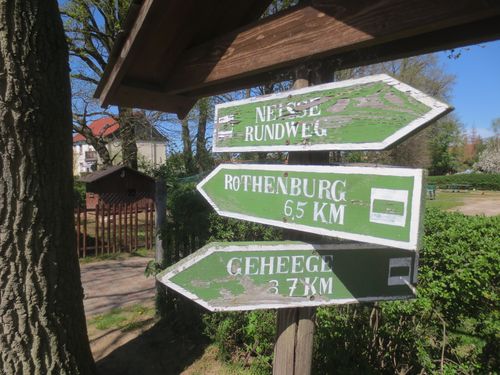 NEISSE
RUNDWEG
ROTHENBURG
6,5 KM
GEHEEGE
3 7 KM